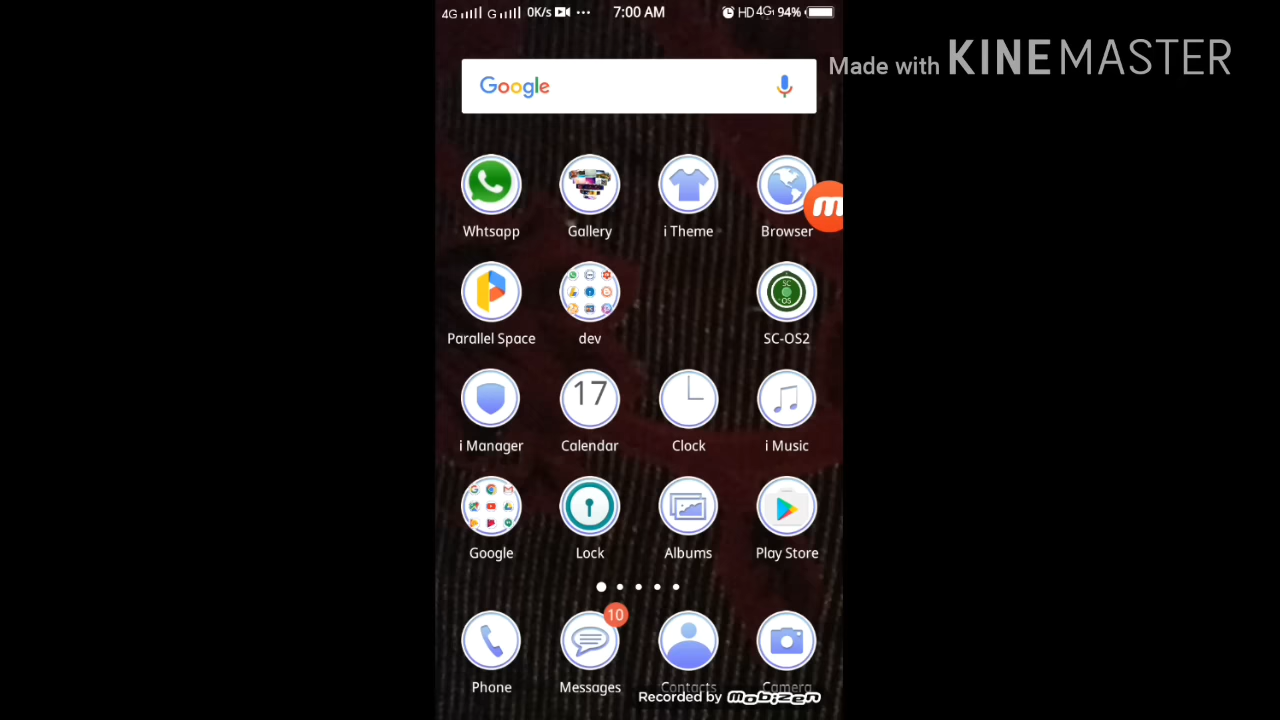 4G G 0K/s ... 7:00 AM HD 4G 94%
Made with KINEMASTER
Google
Whtsapp Gallery i Theme Browser
SC
OS
Parallel Space dev SC-OS2
17
i Manager Calendar Clock i Music
Google Lock Albums Play Store
10
Phone Messages Contacts Camera
Recorded by mobizen